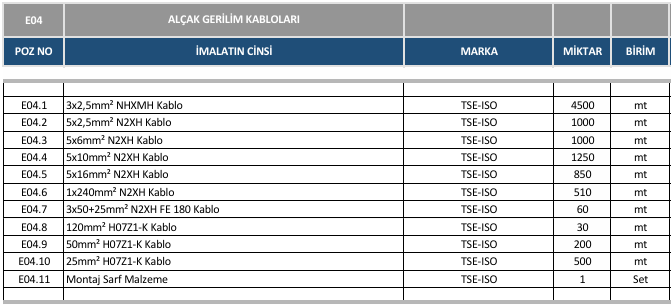 E04 ALÇAK GERİLİM KABLOLARI
POZ NO İMALATIN CİNSİ MARKA MİKTAR BİRİM
E04.1 3x2,5mm² NHXMH Kablo TSE-ISO 4500 mt
E04.2 5x2,5mm² N2XH Kablo TSE-ISO 1000 mt
E04.3 5x6mm² N2XH Kablo TSE-ISO 1000 mt
E04.4 5x10mm² N2XH Kablo TSE-ISO 1250 mt
E04.5 5x16mm² N2XH Kablo TSE-ISO 850 mt
E04.6 1x240mm² N2XH Kablo TSE-ISO 510 mt
E04.7 3x50+25mm² N2XH FE 180 Kablo TSE-ISO 60 mt
E04.8 120mm² H07Z1-K Kablo TSE-ISO 30 mt
E04.9 50mm² H07Z1-K Kablo TSE-ISO 200 mt
E04.10 25mm² H07Z1-K Kablo TSE-ISO 500 mt
E04.11 Montaj Sarf Malzeme TSE-ISO 1 Set